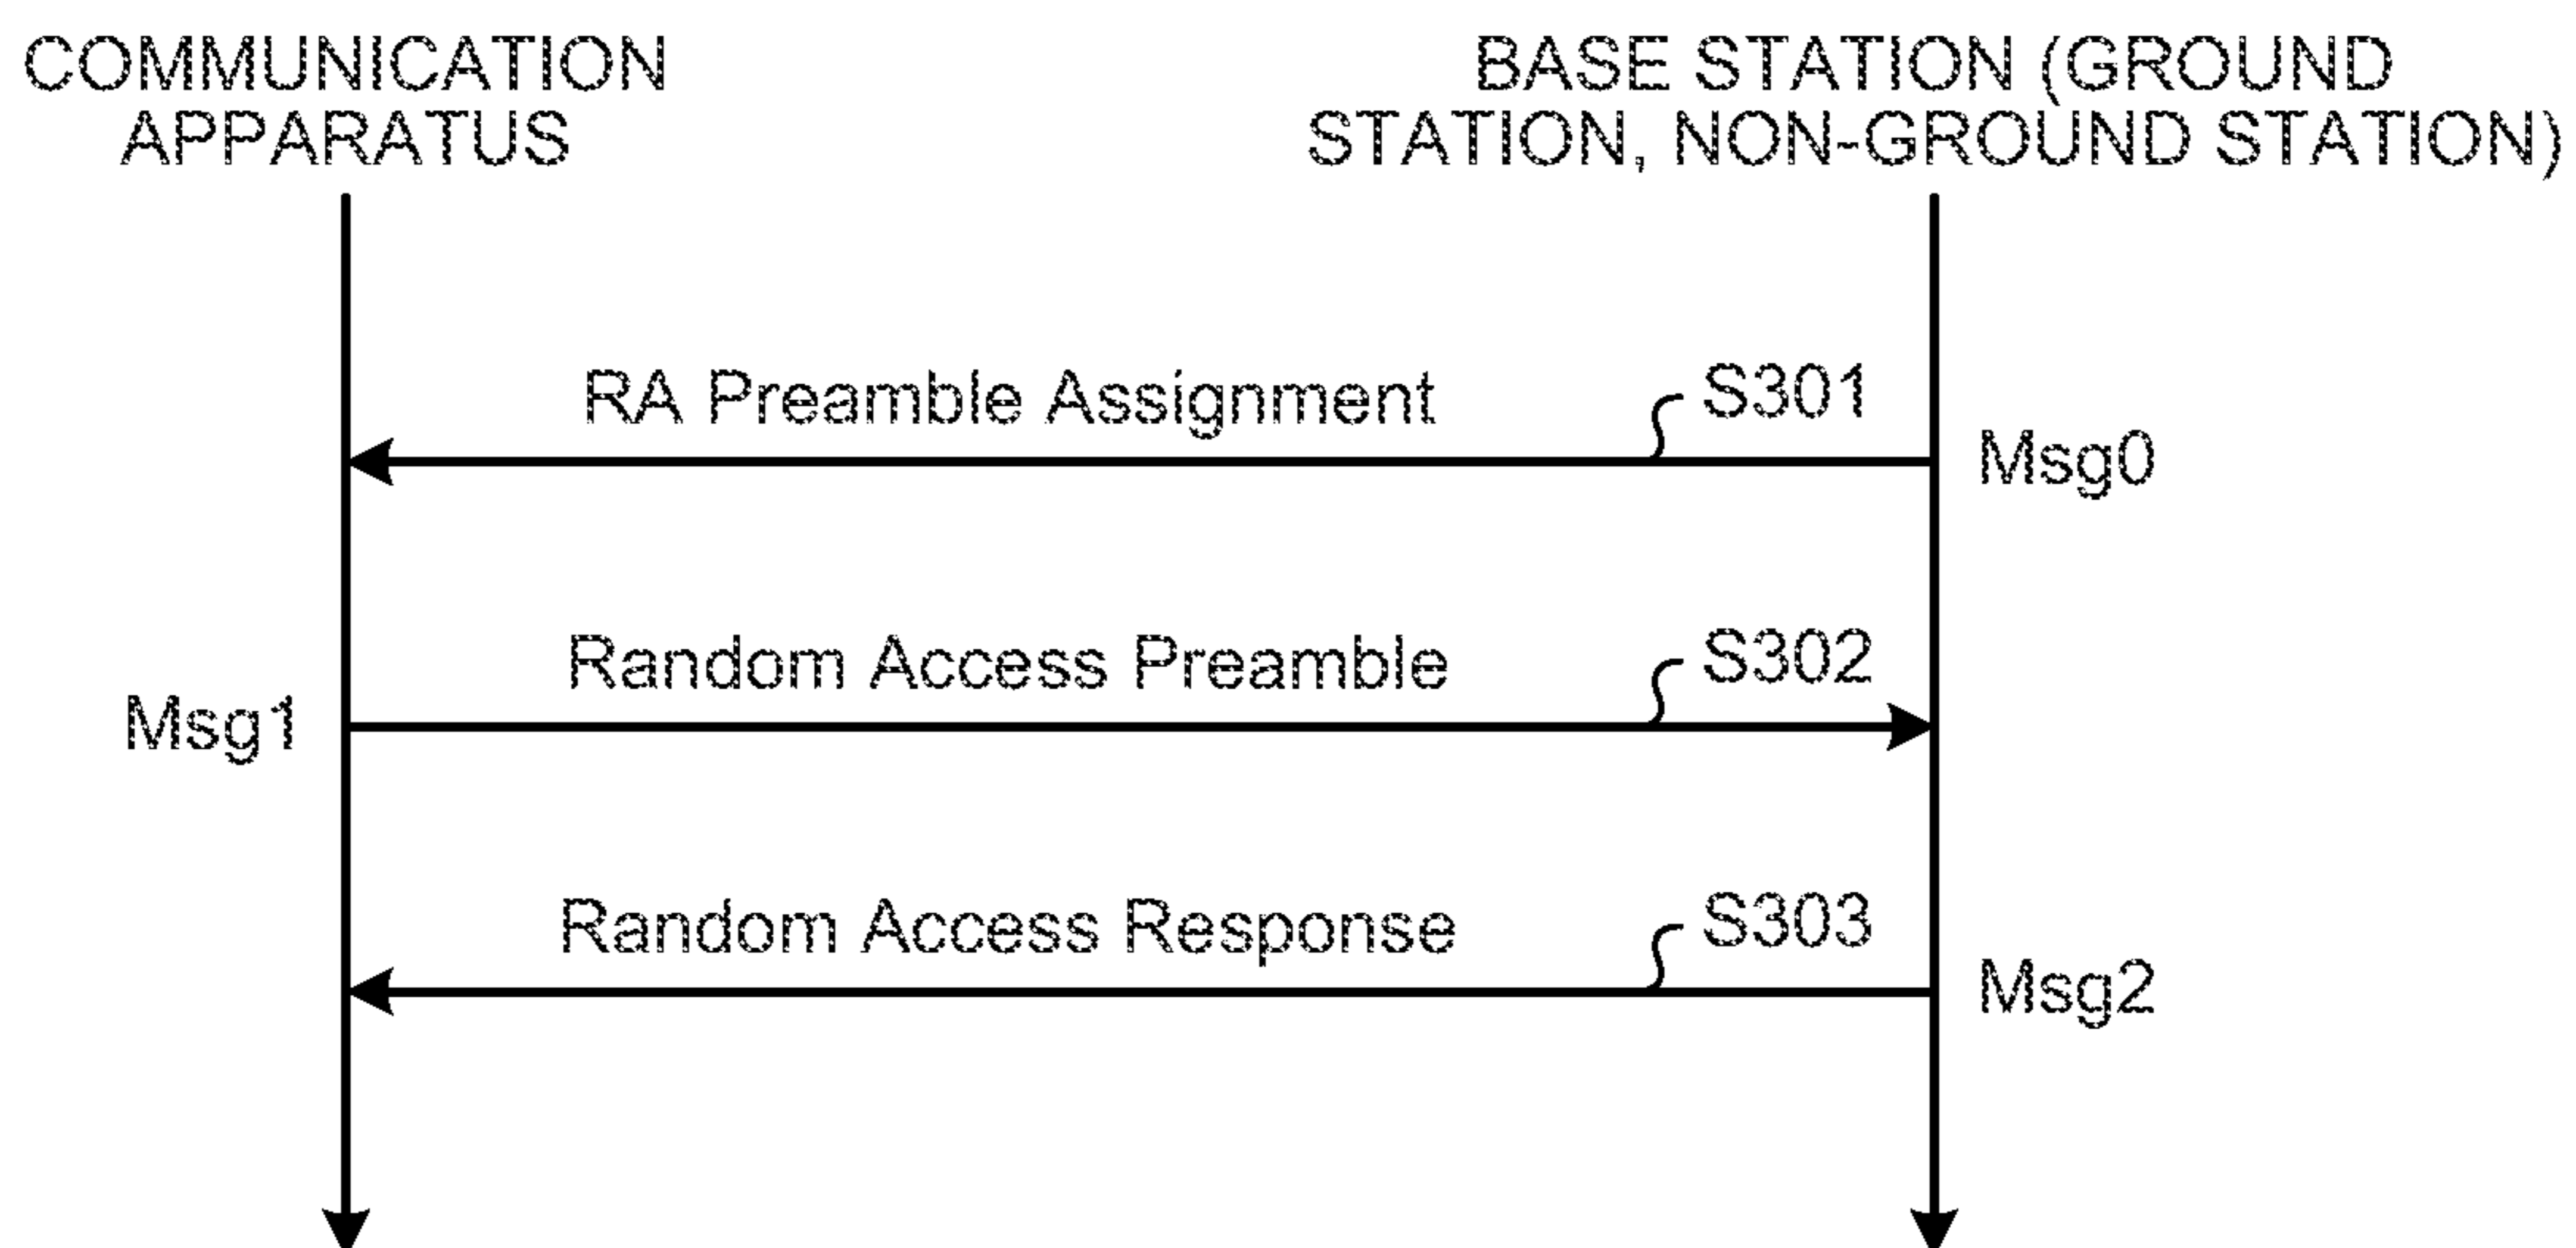 COMMUNICATION
APPARATUS
BASE STATION (GROUND
STATION, NON-GROUND STATION)
RA Preamble Assignment
S301
Msg0
Random Access Preamble
S302
Msg1
Random Access Response
S303
Msg2